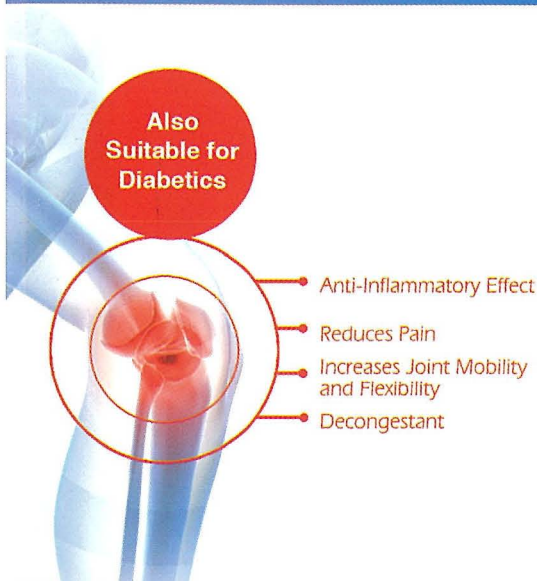 Also
Suitable for
Diabetics
Anti-Inflammatory Effect
Reduces Pain
Increases Joint Mobility
and Flexibility
Decongestant